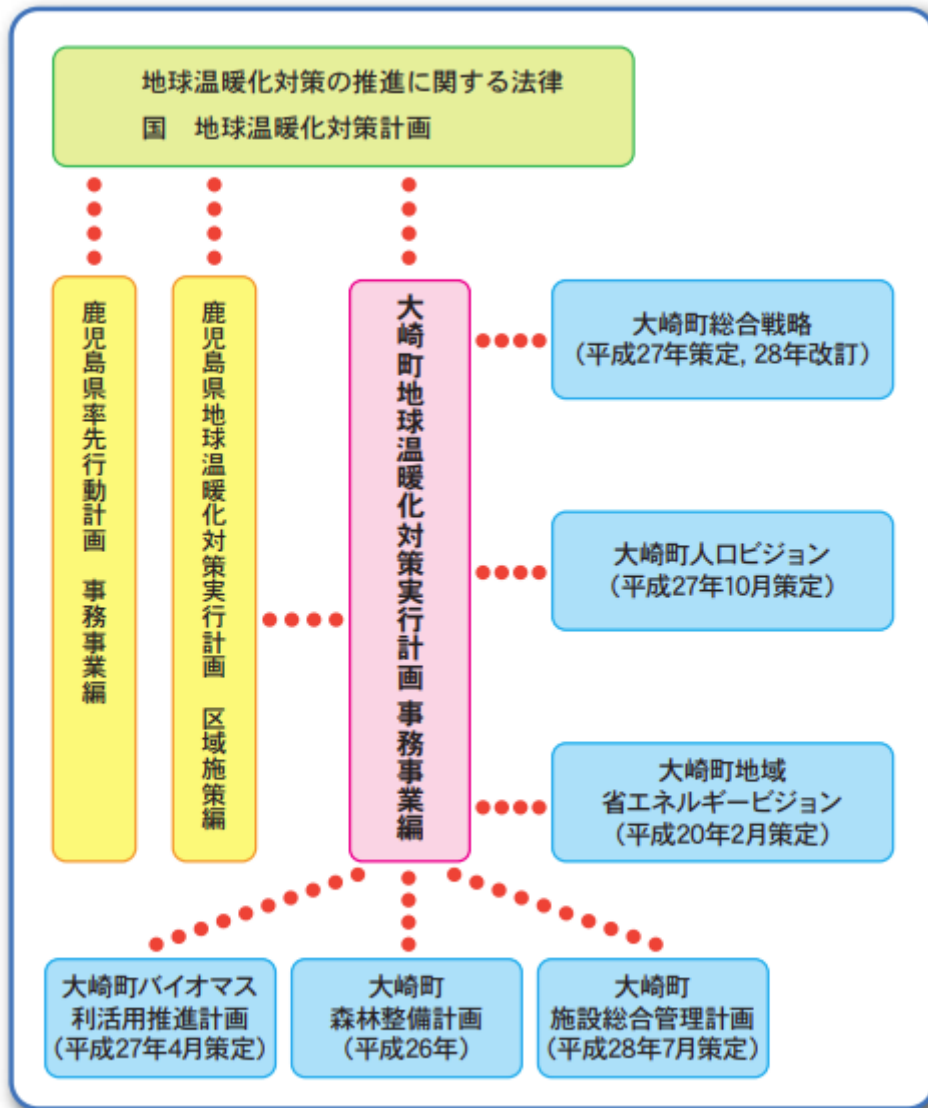 地球温暖化対策の推進に関する法律
国　地球温暖化対策計画
鹿児島県率先行動計画　事務事業編
鹿児島県地球温暖化対策実行計画　区域施策編
大崎町地球温暖化対策実行計画 事務事業編
大崎町総合戦略
（平成27年策定, 28年改訂）
大崎町人口ビジョン
（平成27年10月策定）
大崎町地域
省エネルギービジョン
（平成20年2月策定）
大崎町バイオマス
利活用推進計画
（平成27年4月策定）
大崎町
森林整備計画
（平成26年）
大崎町
施設総合管理計画
（平成28年7月策定）